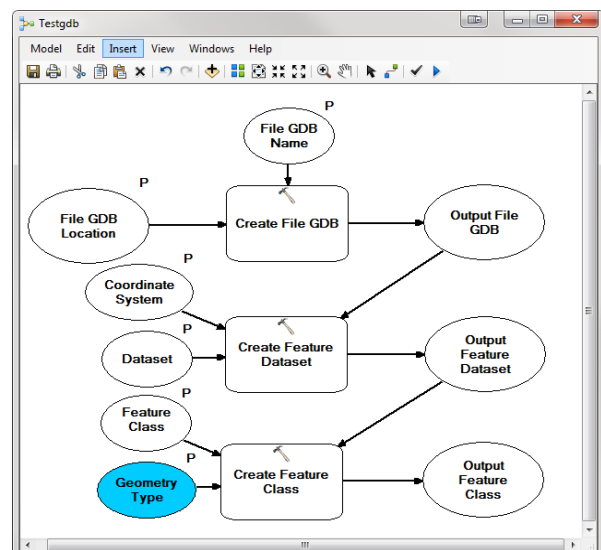 Testgdb
Model Edit Insert View Windows Help
P
File GDB
Name
P
File GDB
Location
Create File GDB
Output File
GDB
P
Coordinate
System
P
Dataset
Create Feature
Dataset
Output
Feature
Dataset
P
Feature
Class
P
Geometry
Type
Create Feature
Class
Output
Feature
Class